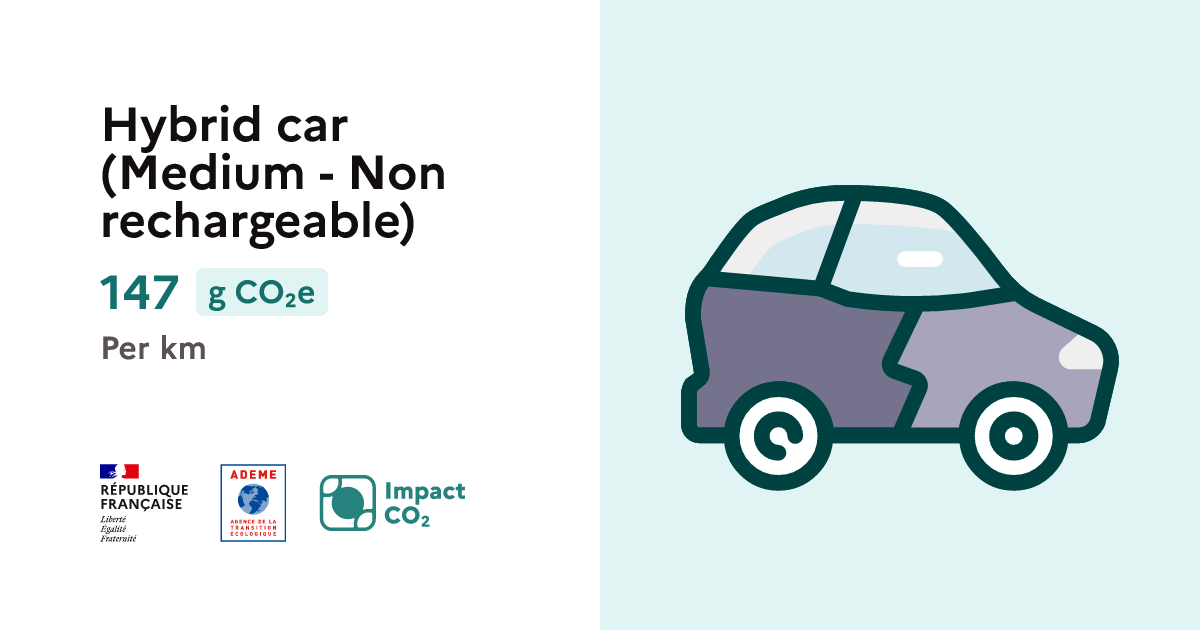 Hybrid car
(Medium - Non
rechargeable)
147 g CO₂e
Per km
RÉPUBLIQUE
FRANÇAISE
Liberté
Égalité
Fraternité
ADEME
AGENCE DE LA
TRANSITION
ÉCOLOGIQUE
Impact
CO₂